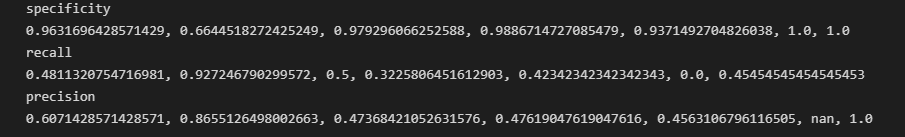 specificity
0.9631696428571429, 0.6644518272425249, 0.979296066252588, 0.9886714727085479, 0.9371492704826038, 1.0, 1.0
recall
0.4811320754716981, 0.927246790299572, 0.5, 0.3225806451612903, 0.42342342342342343, 0.0, 0.45454545454545453
precision
0.6071428571428571, 0.8655126498002663, 0.47368421052631576, 0.47619047619047616, 0.4563106796116505, nan, 1.0